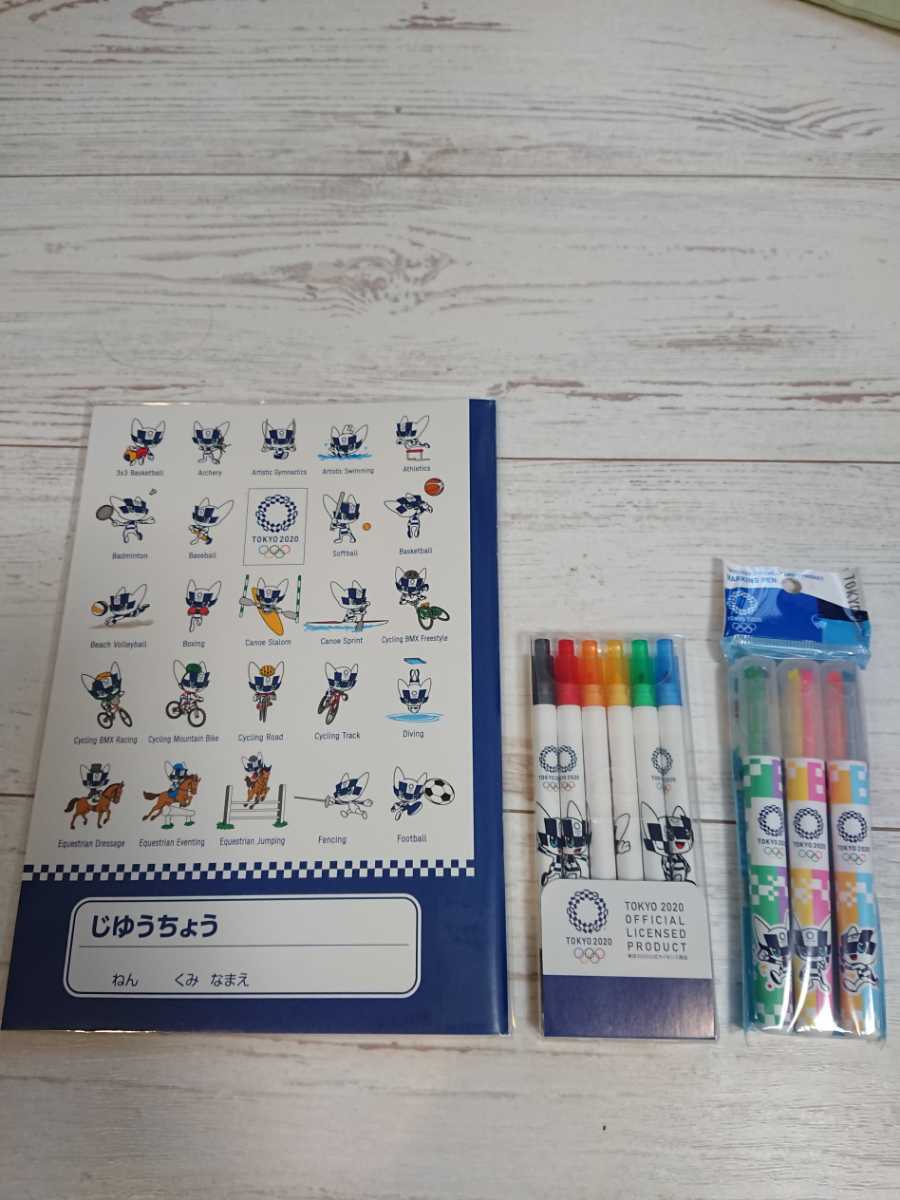 3x3 Basketball Archery Artistic Gymnastics Artistic Swimming Athletics
Badminton Baseball TOKYO 2020 Softball Basketball
Beach Volleyball Boxing Canoe Slalom Canoe Sprint Cycling BMX Freestyle
Cycling BMX Racing Cycling Mountain Bike Cycling Road Cycling Track Diving
Equestrian Dressage Equestrian Eventing Equestrian Jumping Fencing Football
じゆうちょう
ねん くみ なまえ
TOKYO 2020
TOKYO 2020
TOKYO 2020
OFFICIAL
LICENSED
PRODUCT
MARKING PEN
TOKYO 2020
TOKYO
TOKYO 2020
TOKYO 2020
TOKYO 2020